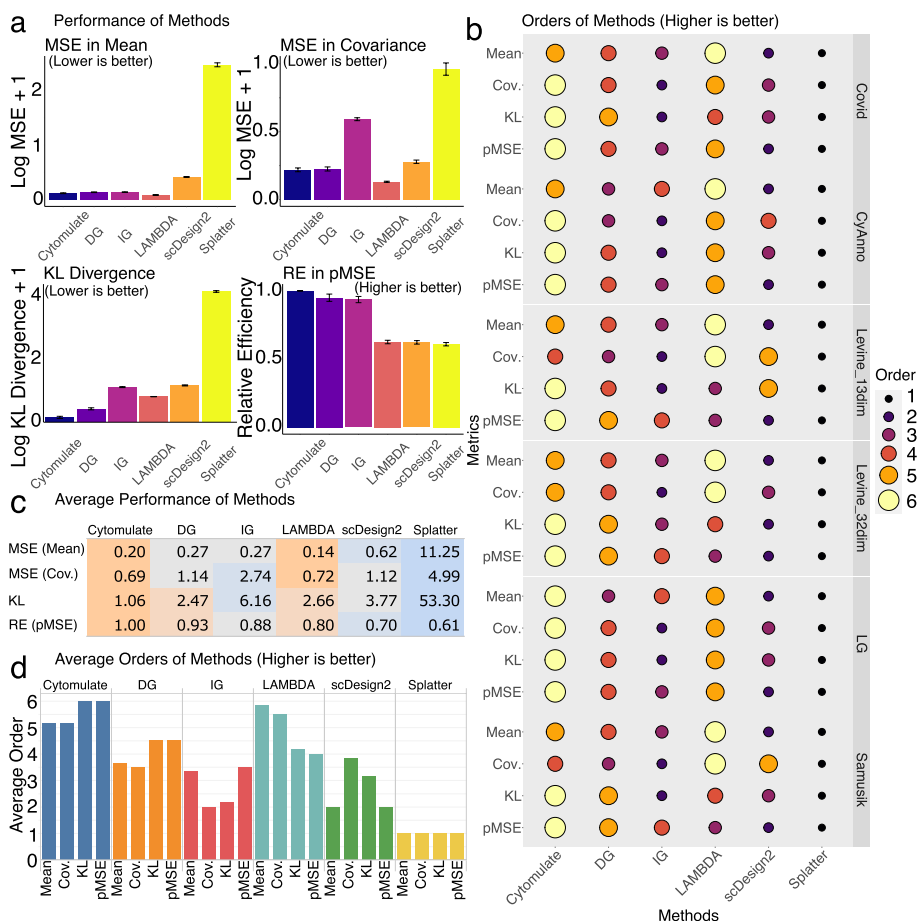 a Performance of Methods
MSE in Mean
(Lower is better)
Log MSE + 1
2
1
0
Cytomulate
DG
IG
LAMBDA
scDesign2
Splatter
MSE in Covariance
(Lower is better)
Log MSE + 1
1.0
0.5
0.0
Cytomulate
DG
IG
LAMBDA
scDesign2
Splatter
KL Divergence
(Lower is better)
Log KL Divergence + 1
4
2
0
Cytomulate
DG
IG
LAMBDA
scDesign2
Splatter
RE in pMSE
(Higher is better)
Relative Efficiency
1.0
0.5
0.0
Cytomulate
DG
IG
LAMBDA
scDesign2
Splatter
b Orders of Methods (Higher is better)
Metrics
Mean
Cov.
KL
pMSE
Covid
Mean
Cov.
KL
pMSE
CyAnno
Mean
Cov.
KL
pMSE
Levine_13dim
Mean
Cov.
KL
pMSE
Levine_32dim
Mean
Cov.
KL
pMSE
LG
Mean
Cov.
KL
pMSE
Samusik
Cytomulate
DG
IG
LAMBDA
scDesign2
Splatter
Methods
Order
1
2
3
4
5
6
c Average Performance of Methods
Cytomulate DG IG LAMBDA scDesign2 Splatter
MSE (Mean) 0.20 0.27 0.27 0.14 0.62 11.25
MSE (Cov.) 0.69 1.14 2.74 0.72 1.12 4.99
KL 1.06 2.47 6.16 2.66 3.77 53.30
RE (pMSE) 1.00 0.93 0.88 0.80 0.70 0.61
d Average Orders of Methods (Higher is better)
Cytomulate DG IG LAMBDA scDesign2 Splatter
Average Order
6
5
4
3
2
1
0
Mean Cov. KL pMSE Mean Cov. KL pMSE Mean Cov. KL pMSE Mean Cov. KL pMSE Mean Cov. KL pMSE Mean Cov. KL pMSE